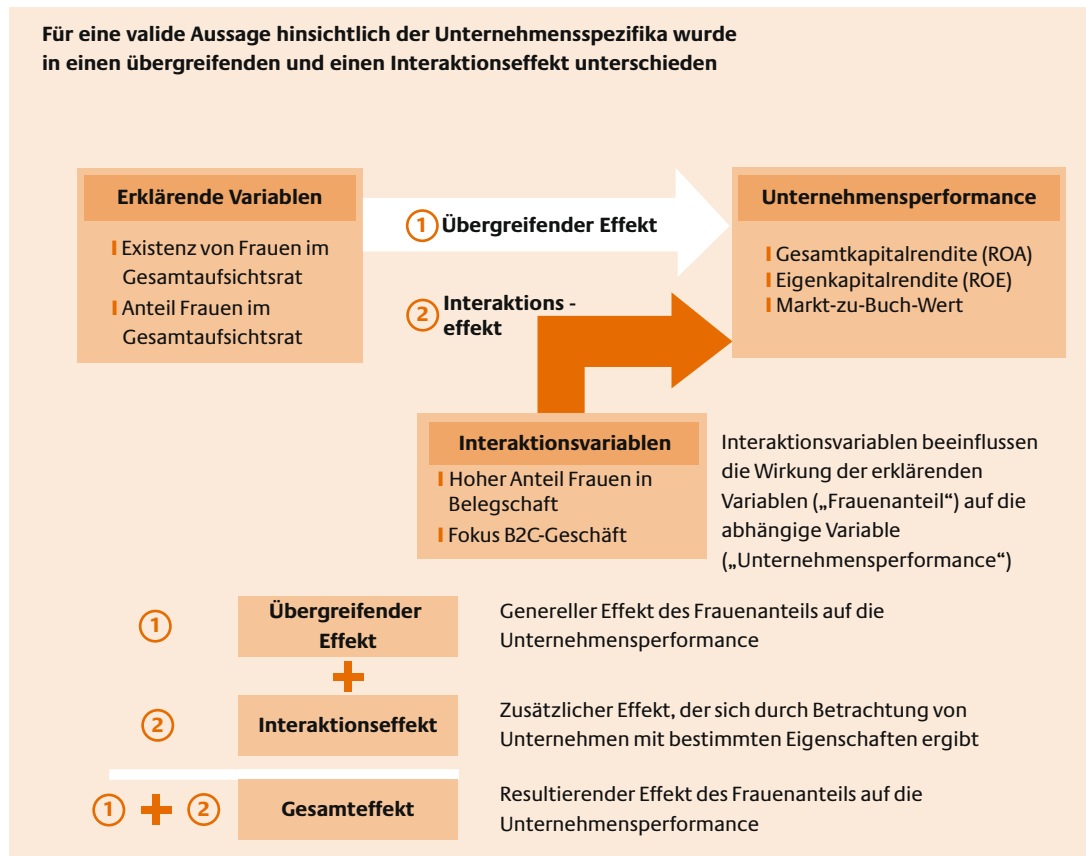 Für eine valide Aussage hinsichtlich der Unternehmensspezifika wurde
in einen übergreifenden und einen Interaktionseffekt unterschieden
Erklärende Variablen
Existenz von Frauen im
Gesamtaufsichtsrat
Anteil Frauen im
Gesamtaufsichtsrat
1 Übergreifender Effekt
2 Interaktions -
effekt
Unternehmensperformance
Gesamtkapitalrendite (ROA)
Eigenkapitalrendite (ROE)
Markt-zu-Buch-Wert
Interaktionsvariablen
Hoher Anteil Frauen in
Belegschaft
Fokus B2C-Geschäft
Interaktionsvariablen beeinflussen
die Wirkung der erklärenden
Variablen („Frauenanteil“) auf die
abhängige Variable
(„Unternehmensperformance“)
1
Übergreifender
Effekt
Genereller Effekt des Frauenanteils auf die
Unternehmensperformance
+
2
Interaktionseffekt
Zusätzlicher Effekt, der sich durch Betrachtung von
Unternehmen mit bestimmten Eigenschaften ergibt
1 + 2
Gesamteffekt
Resultierender Effekt des Frauenanteils auf die
Unternehmensperformance